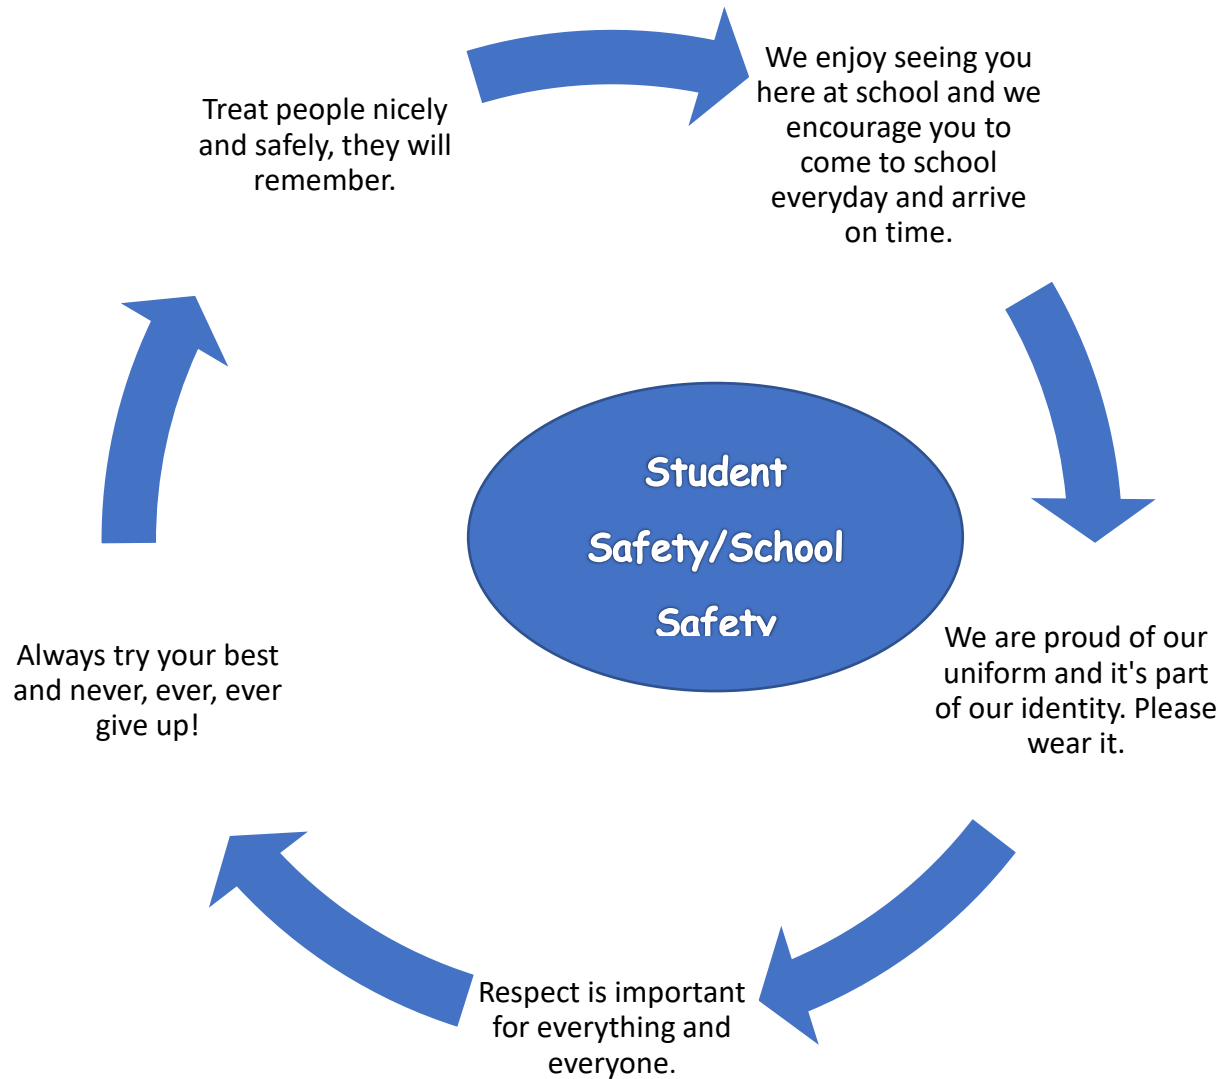 We enjoy seeing you
here at school and we
encourage you to
come to school
everyday and arrive
on time.
We are proud of our
uniform and it's part
of our identity. Please
wear it.
Respect is important
for everything and
everyone.
Always try your best
and never, ever, ever
give up!
Treat people nicely
and safely, they will
remember.
Student
Safety/School
Safety